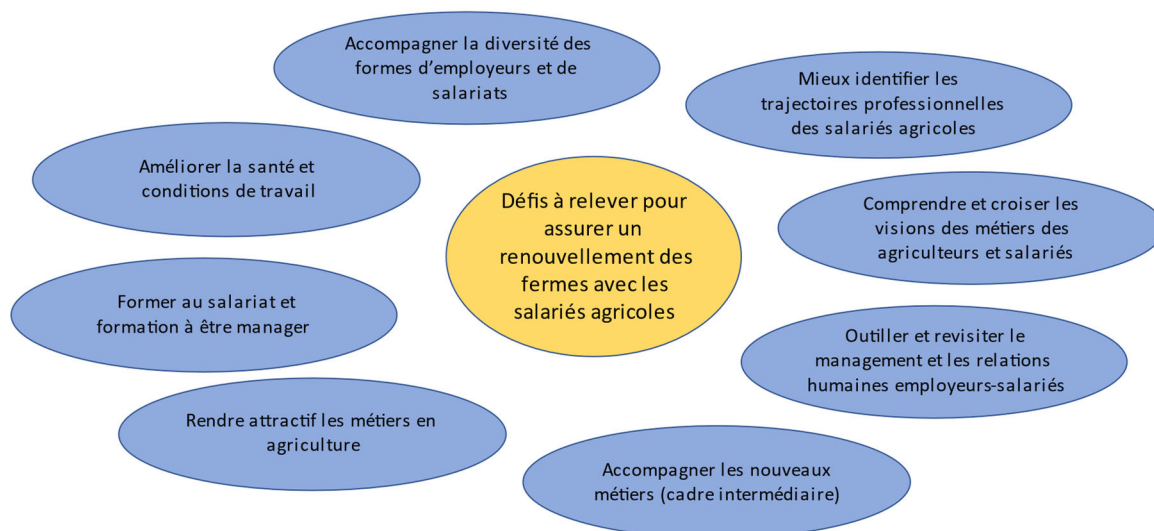 Accompagner la diversité des
formes d'employeurs et de
salariats
Mieux identifier les
trajectoires professionnelles
des salariés agricoles
Améliorer la santé et
conditions de travail
Défis à relever pour
assurer un
renouvellement des
fermes avec les
salariés agricoles
Comprendre et croiser les
visions des métiers des
agriculteurs et salariés
Former au salariat et
formation à être manager
Outiller et revisiter le
management et les relations
humaines employeurs-salariés
Rendre attractif les métiers en
agriculture
Accompagner les nouveaux
métiers (cadre intermédiaire)